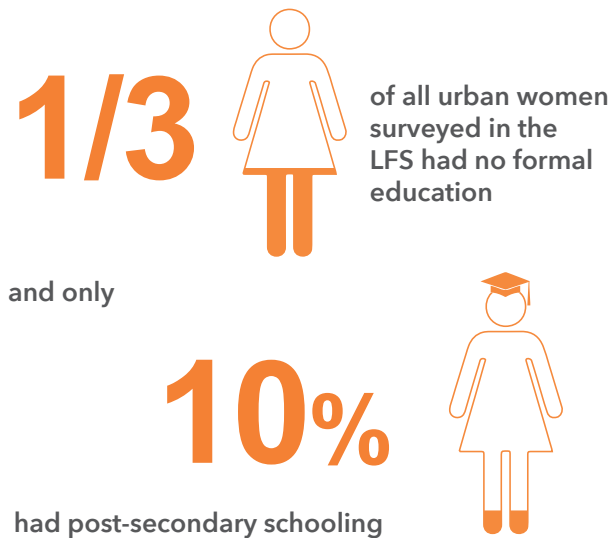 1/3
of all urban women
surveyed in the
LFS had no formal
education
and only
10%
had post-secondary schooling